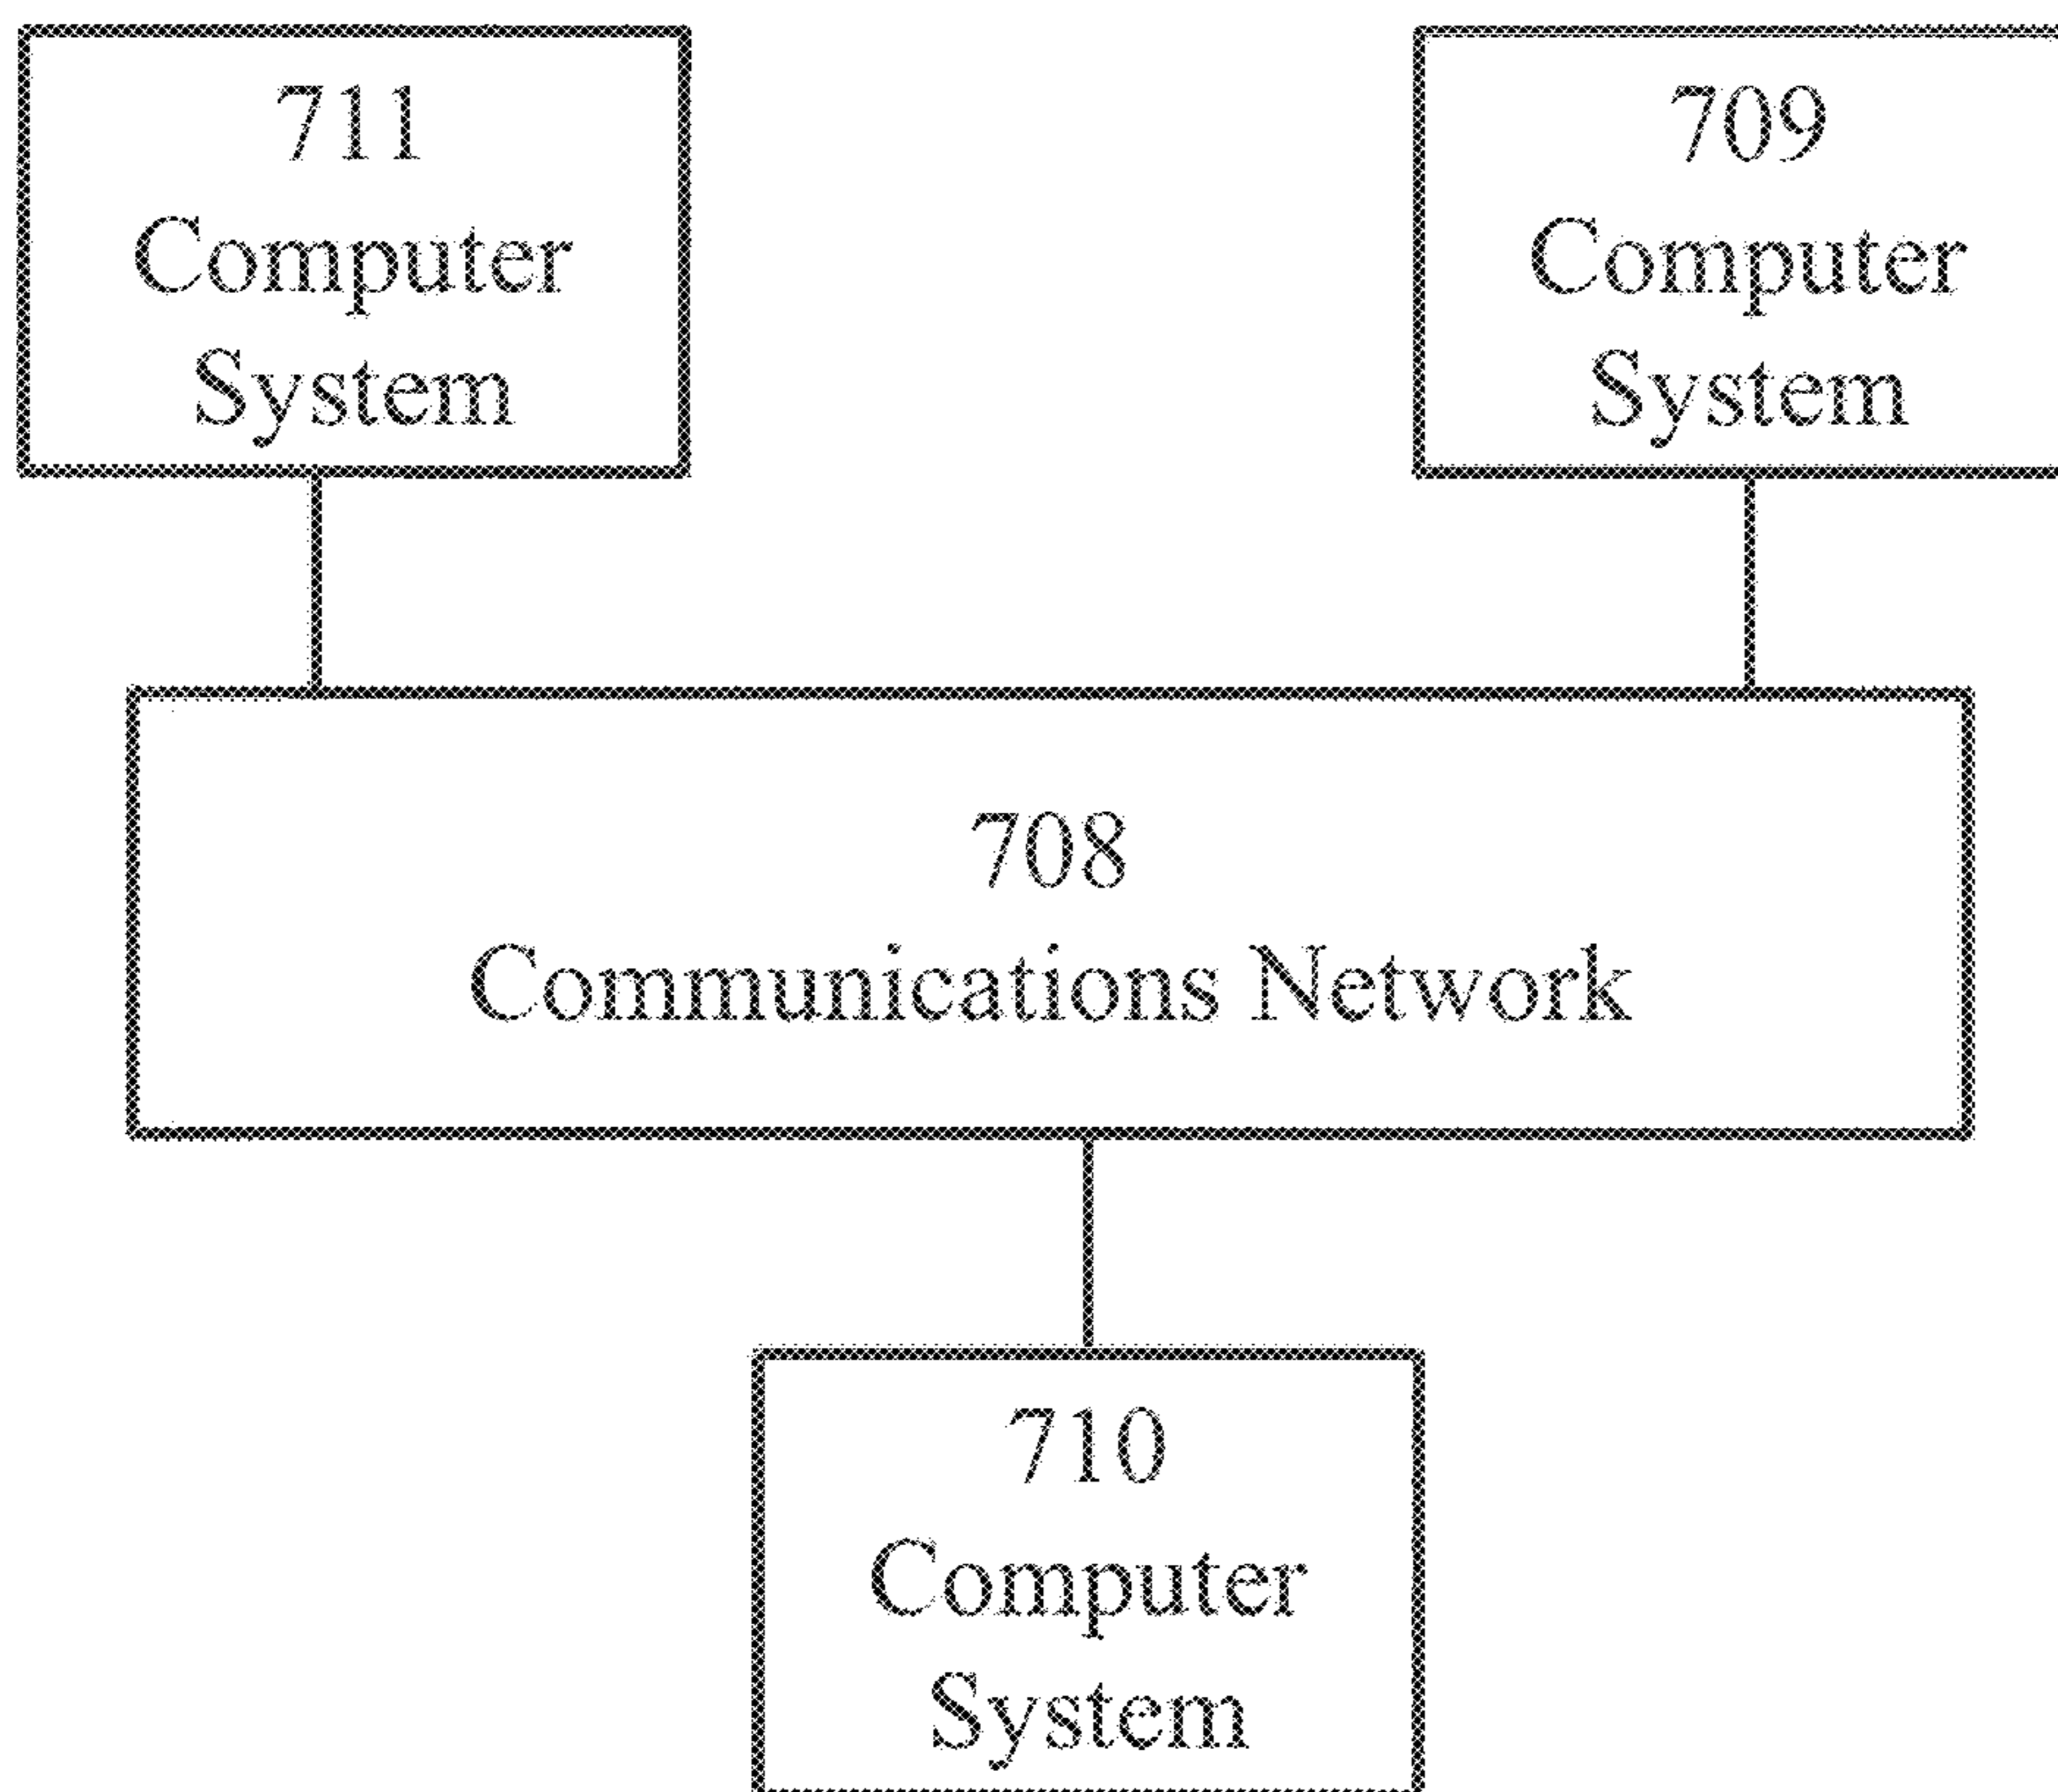 711
Computer
System
709
Computer
System
708
Communications Network
710
Computer
System